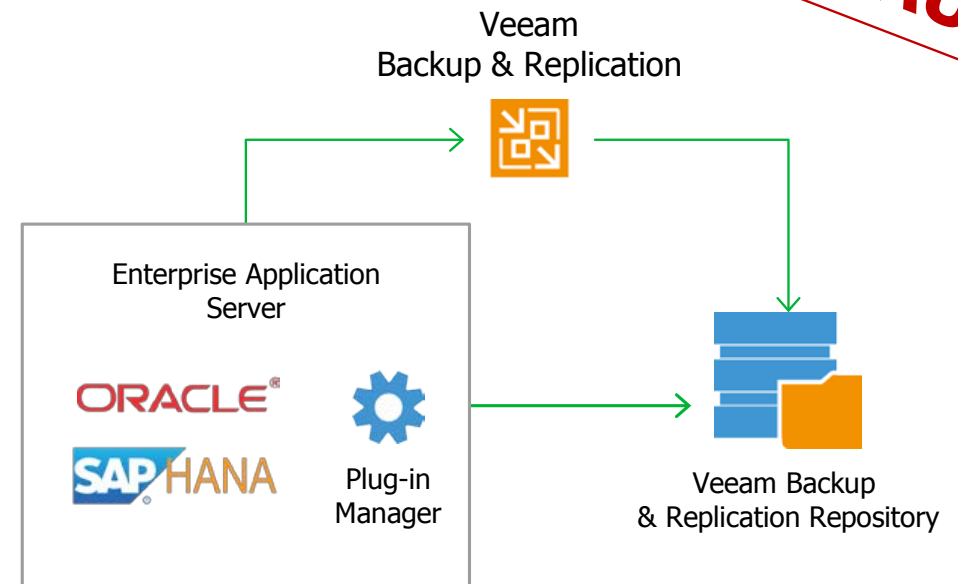 Veeam
Backup & Replication
Enterprise Application
Server
ORACLE®
SAP HANA
Plug-in
Manager
Veeam Backup
& Replication Repository